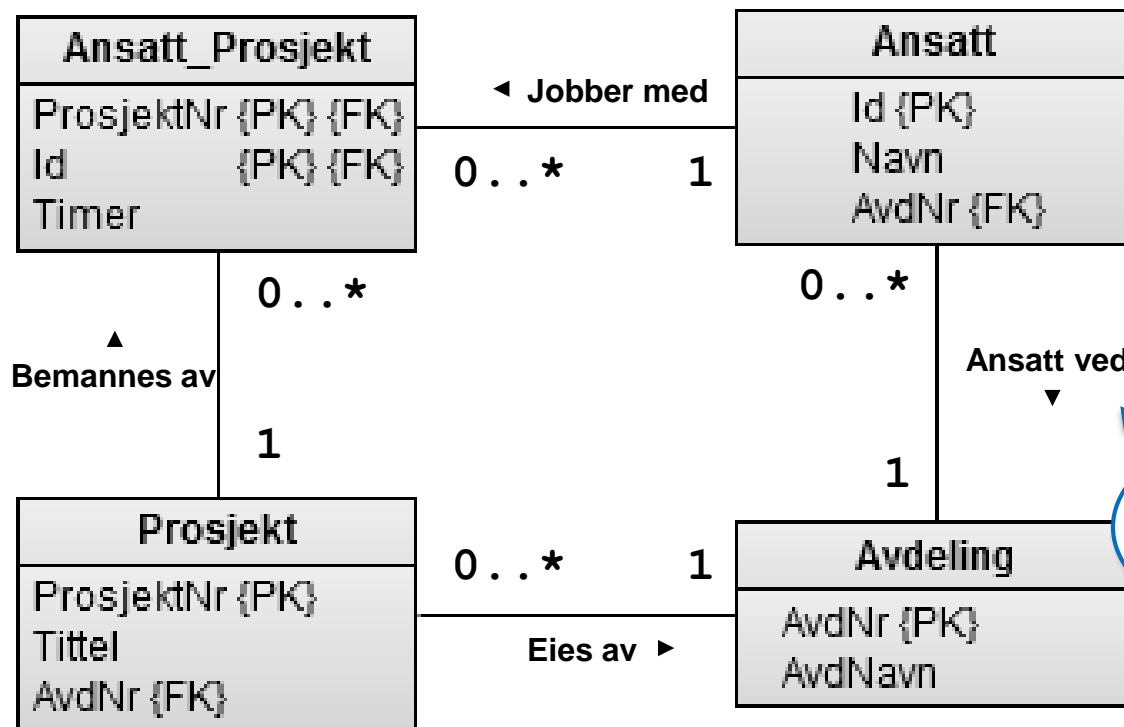 Ansatt_Prosjekt
ProsjektNr {PK} {FK}
Id {PK} {FK}
Timer
◄ Jobber med
0..* 1
Ansatt
Id {PK}
Navn
AvdNr {FK}
0..*
▲
Bemannes av
1
0..*
Ansatt ved
▼
1
Prosjekt
ProsjektNr {PK}
Tittel
AvdNr {FK}
0..* 1
Eies av ►
Avdeling
AvdNr {PK}
AvdNavn